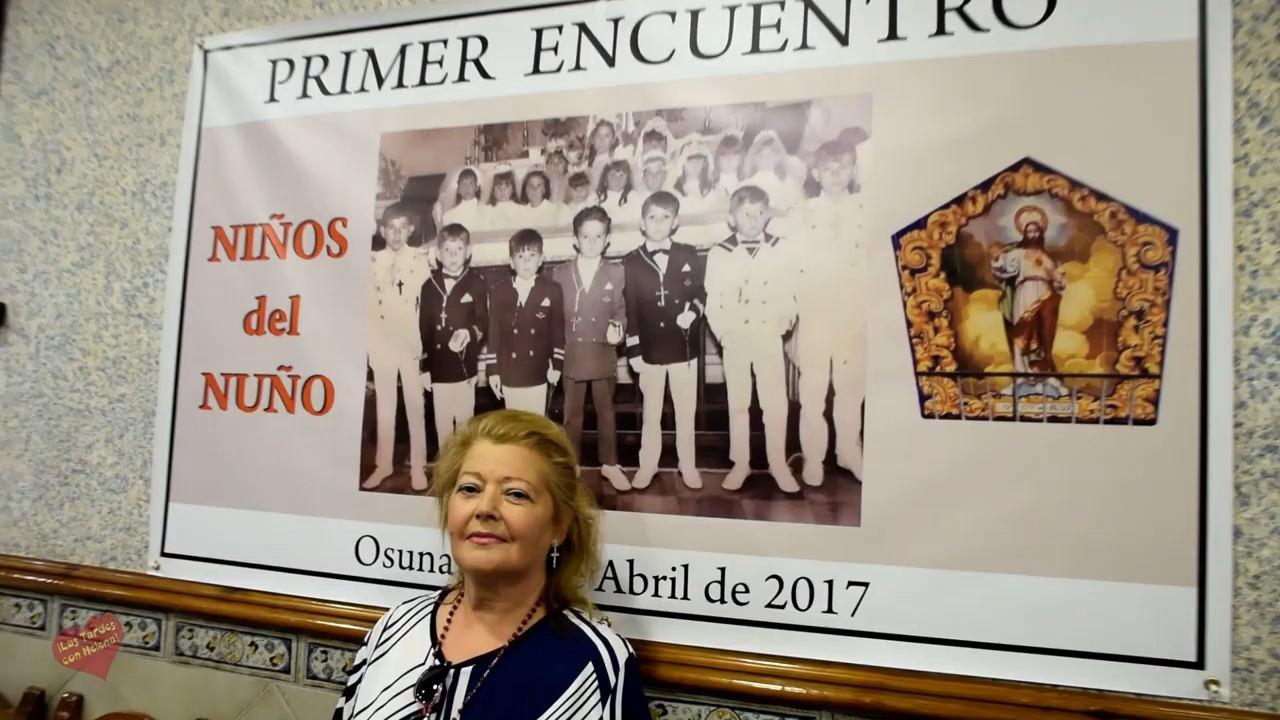 PRIMER ENCUENTRO
NIÑOS
del
NUÑO
Osuna
Abril de 2017
¡Las Tardes
con Helena!